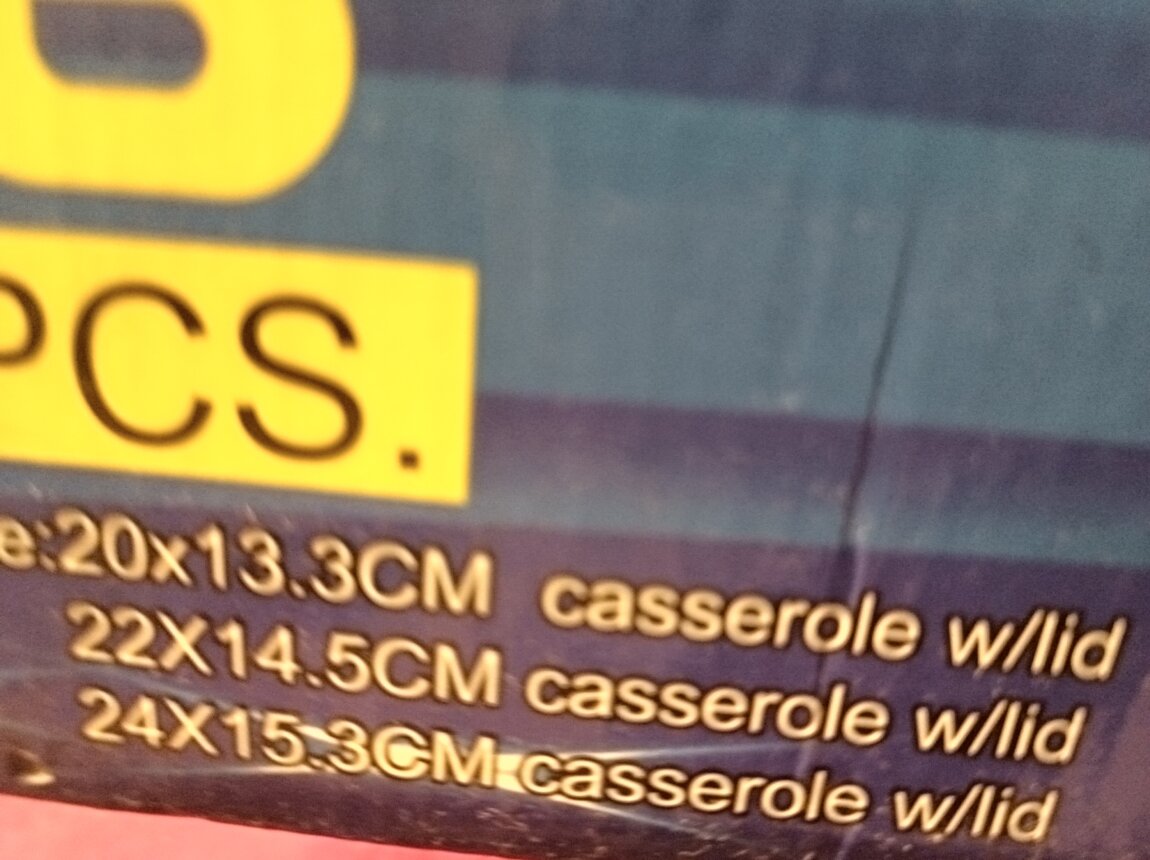 PCS.
e:20x13.3CM casserole w/lid
22X14.5CM casserole w/lid
24X15.3CM casserole w/lid